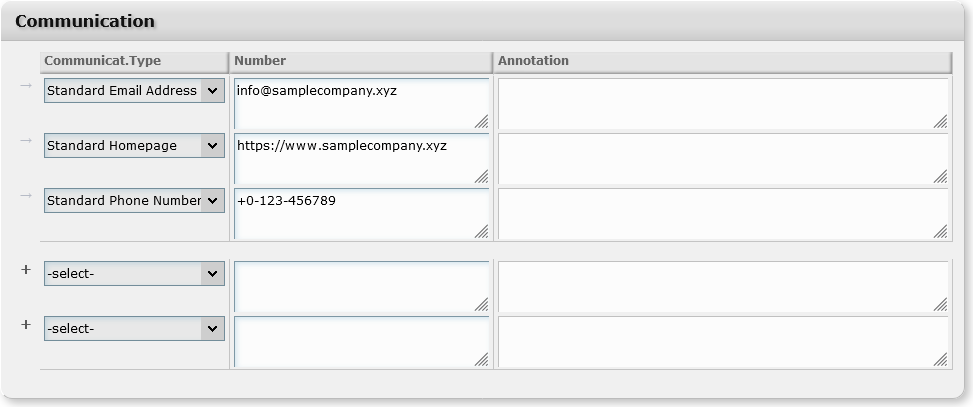 Communication
Communicat.Type Number Annotation
→ Standard Email Address info@samplecompany.xyz
→ Standard Homepage https://www.samplecompany.xyz
→ Standard Phone Number +0-123-456789
+ -select-
+ -select-